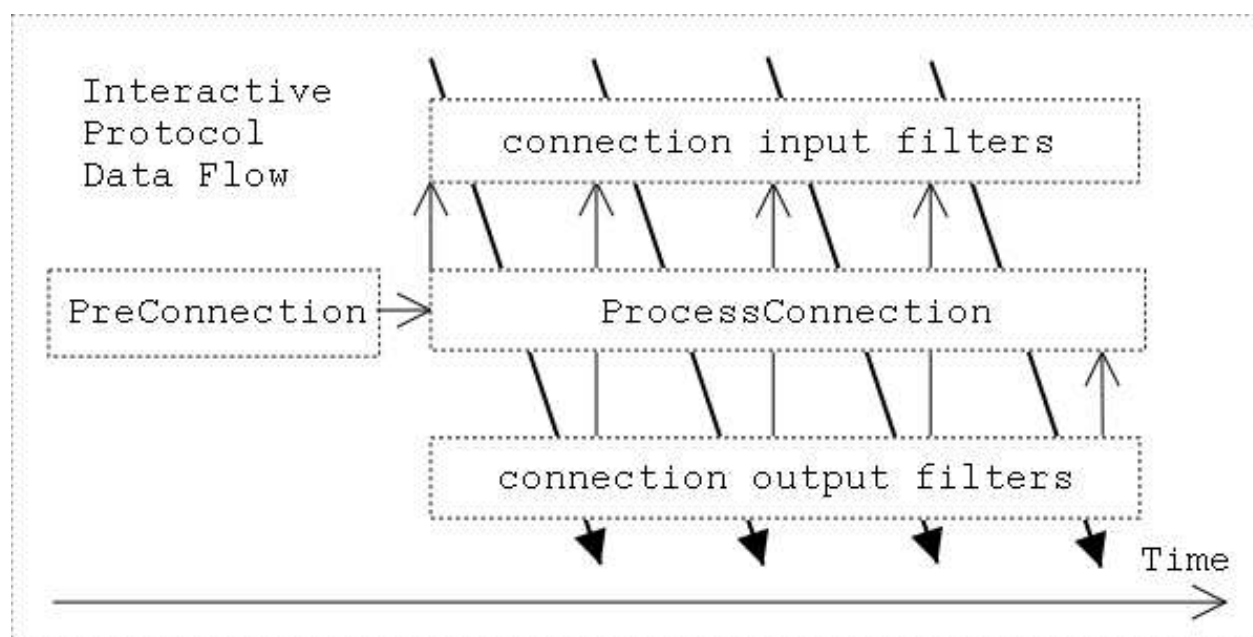 Interactive
Protocol
Data Flow
connection input filters
PreConnection
ProcessConnection
connection output filters
Time